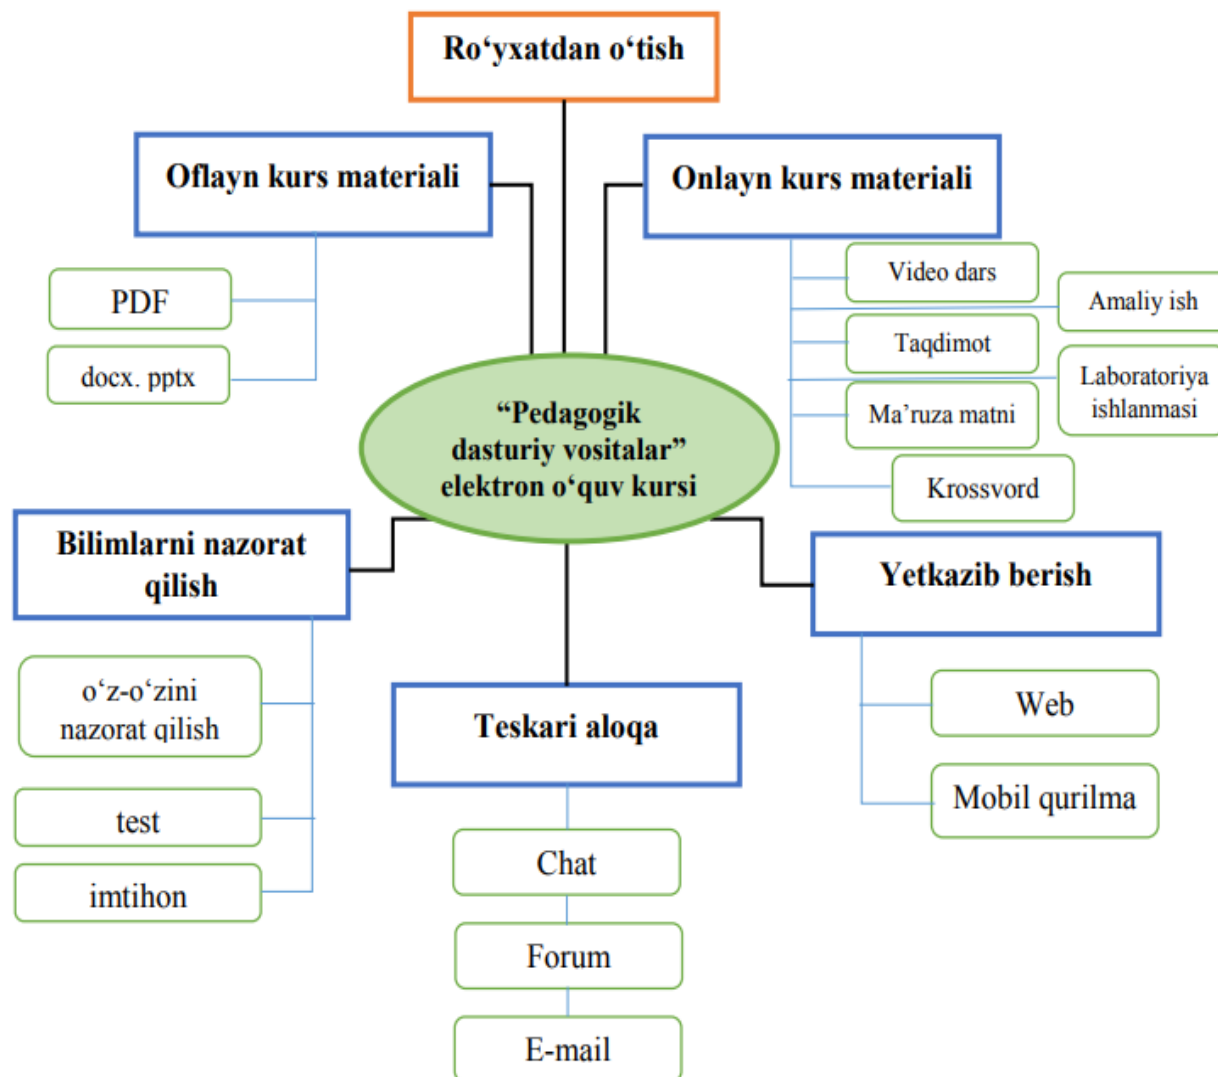 Ro‘yxatdan o‘tish
Oflayn kurs materiali
Onlayn kurs materiali
PDF
docx. pptx
Video dars
Amaliy ish
Taqdimot
Laboratoriya
ishlanmasi
Ma’ruza matni
Krossvord
“Pedagogik
dasturiy vositalar”
elektron o‘quv kursi
Bilimlarni nazorat
qilish
o‘z-o‘zini
nazorat qilish
test
imtihon
Teskari aloqa
Chat
Forum
E-mail
Yetkazib berish
Web
Mobil qurilma